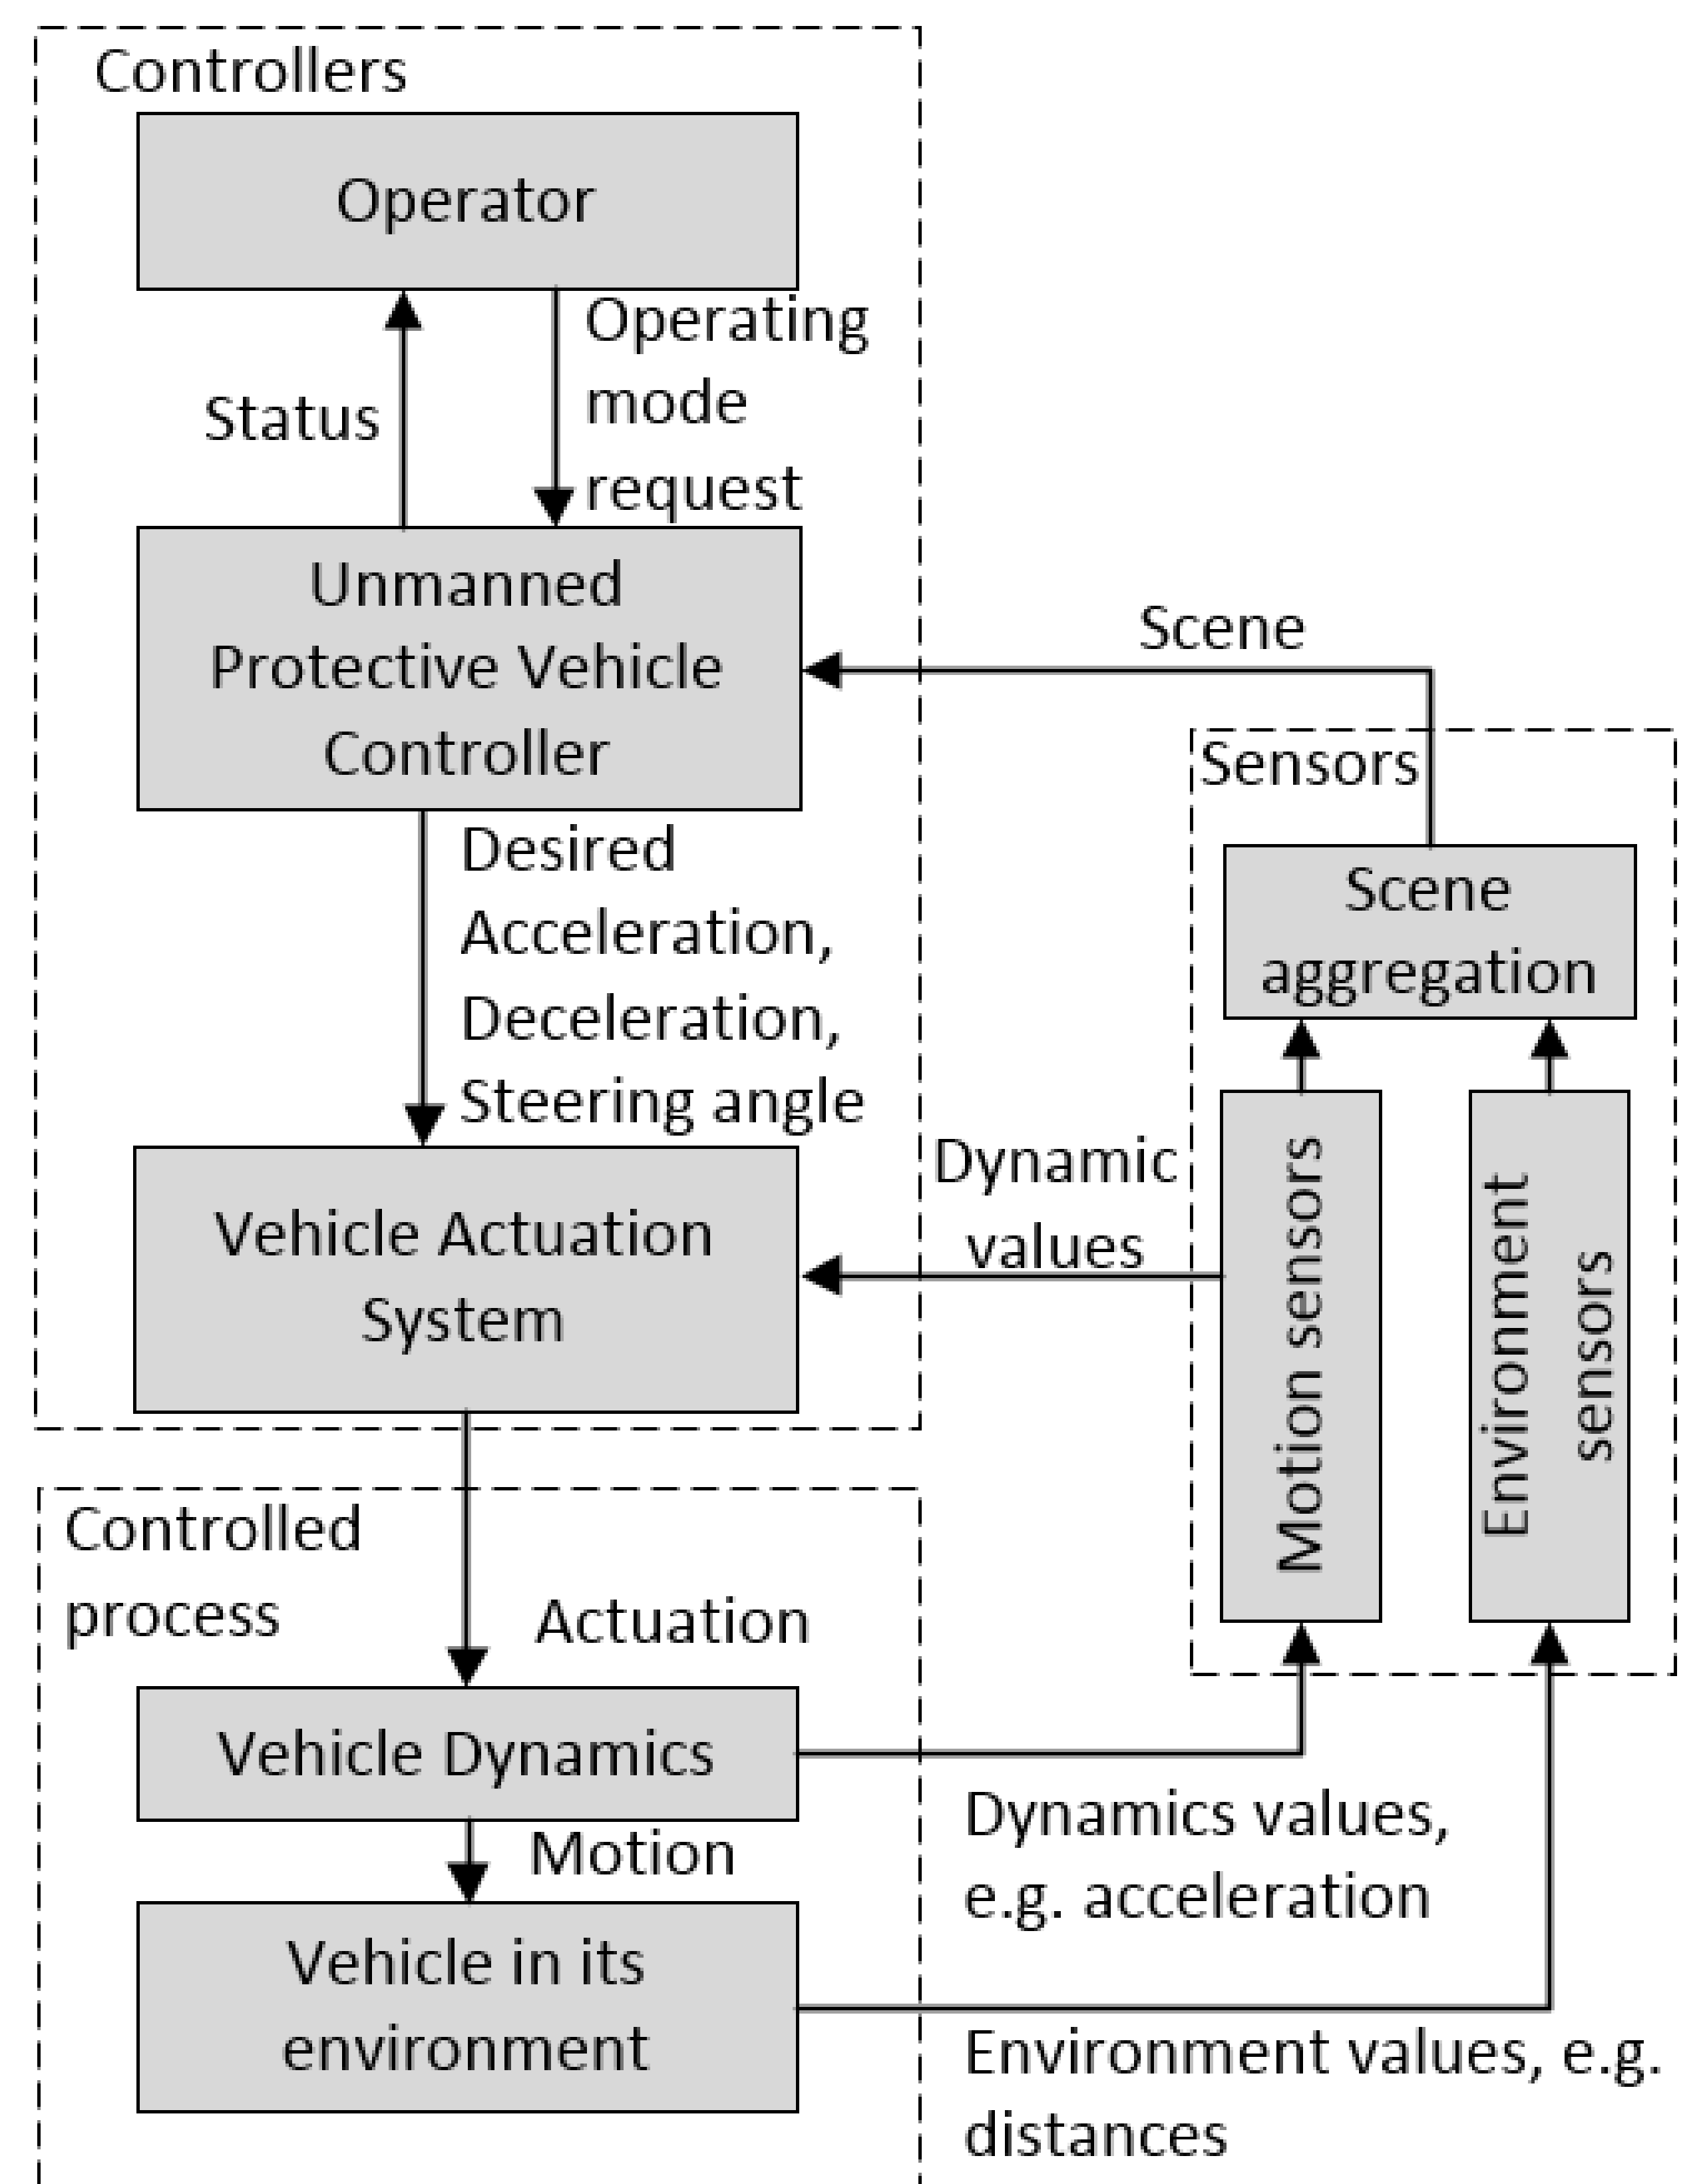 Controllers
Operator
Status
Operating
mode
request
Unmanned
Protective Vehicle
Controller
Scene
Sensors
Scene
aggregation
Desired
Acceleration,
Deceleration,
Steering angle
Dynamic
values
Motion sensors
Environment
sensors
Vehicle Actuation
System
Controlled
process
Actuation
Vehicle Dynamics
Dynamics values,
e.g. acceleration
Motion
Vehicle in its
environment
Environment values, e.g.
distances